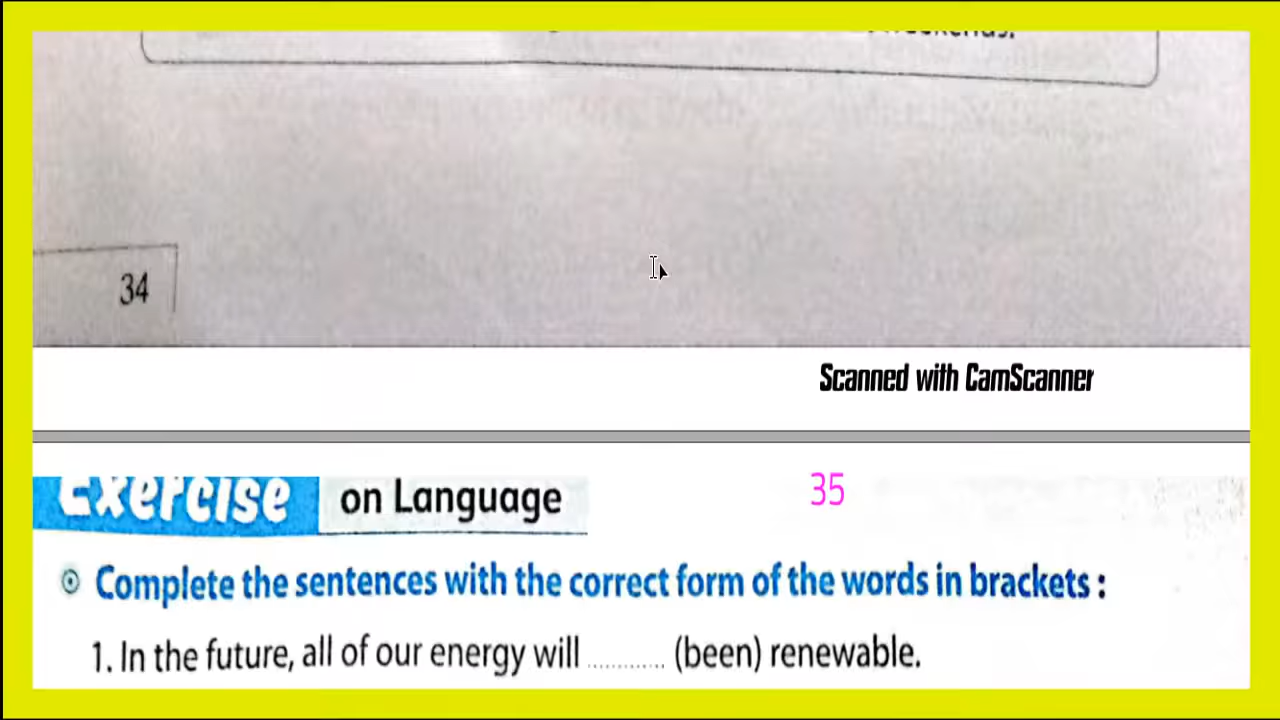 34
Scanned with CamScanner
Exercise on Language
35
Complete the sentences with the correct form of the words in brackets :
1. In the future, all of our energy will ............ (been) renewable.